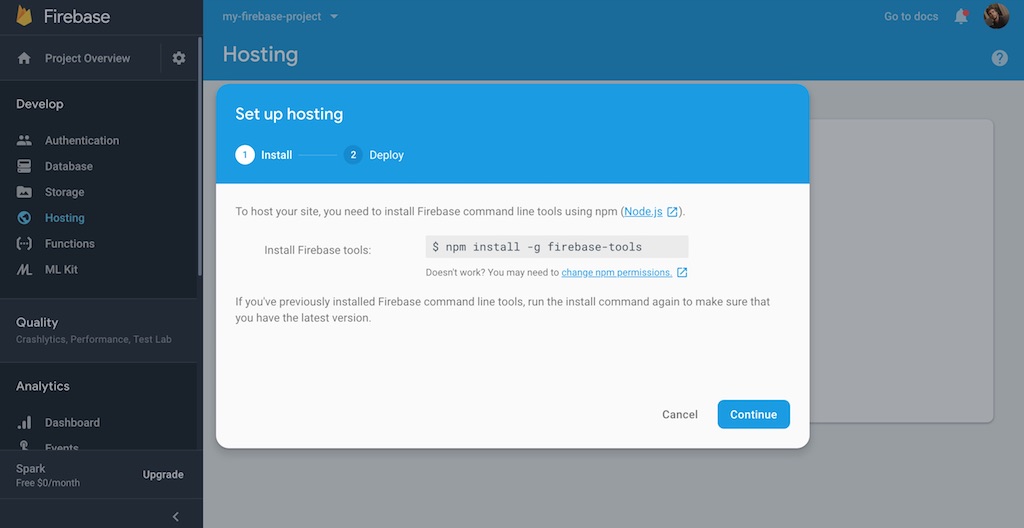 Firebase
my-firebase-project
Go to docs
Project Overview
Hosting
?
Develop
Authentication
Database
Storage
Hosting
Functions
ML Kit
Quality
Crashlytics, Performance, Test Lab
Analytics
Dashboard
Events
Spark
Free $0/month
Upgrade
Set up hosting
1 Install
2 Deploy
To host your site, you need to install Firebase command line tools using npm (Node.js).
Install Firebase tools:
$ npm install -g firebase-tools
Doesn't work? You may need to change npm permissions.
If you've previously installed Firebase command line tools, run the install command again to make sure that
you have the latest version.
Cancel
Continue